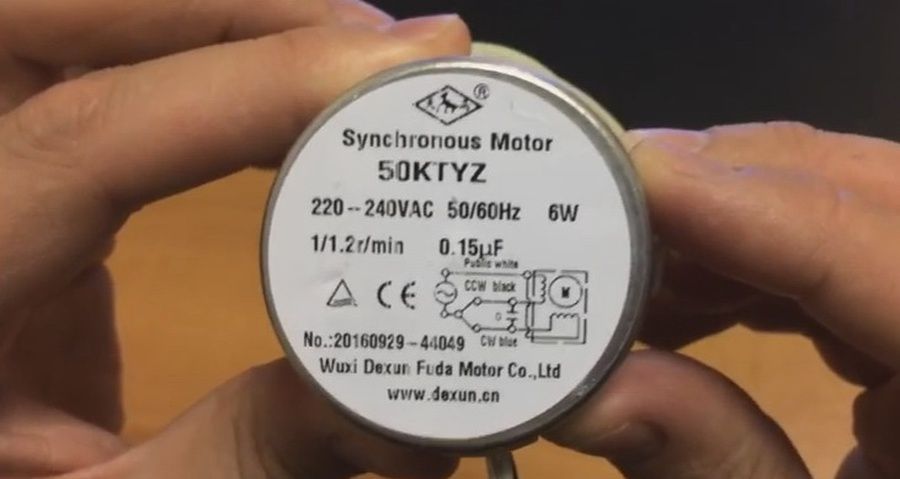 ®
Synchronous Motor
50KTYZ
220--240VAC 50/60Hz 6W
1/1.2r/min 0.15μF
Public white
CCW black
M
C
CW blue
CE
No.:20160929-44049
Wuxi Dexun Fuda Motor Co.,Ltd
www.dexun.cn